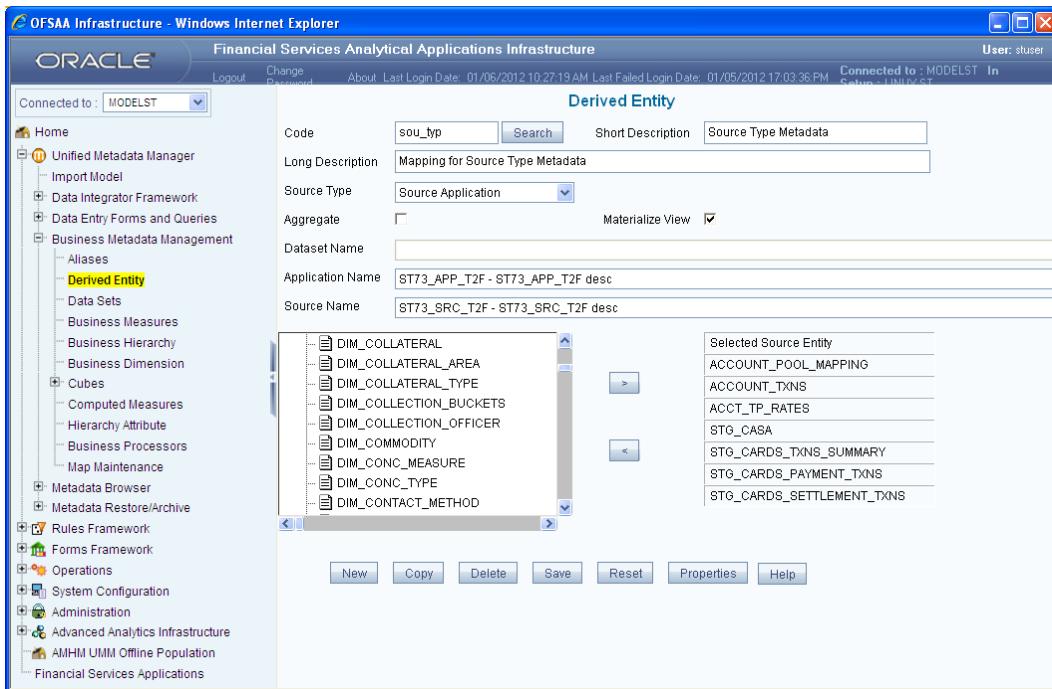 OFSAA Infrastructure - Windows Internet Explorer
ORACLE
Financial Services Analytical Applications Infrastructure
User: stuser
Logout
Change Password
About Last Login Date: 01/06/2012 10:27:19 AM Last Failed Login Date: 01/05/2012 17:03:36 PM
Connected to : MODELST In
Connected to : MODELST
Home
Unified Metadata Manager
Import Model
Data Integrator Framework
Data Entry Forms and Queries
Business Metadata Management
Aliases
Derived Entity
Data Sets
Business Measures
Business Hierarchy
Business Dimension
Cubes
Computed Measures
Hierarchy Attribute
Business Processors
Map Maintenance
Metadata Browser
Metadata Restore/Archive
Rules Framework
Forms Framework
Operations
System Configuration
Administration
Advanced Analytics Infrastructure
AMHM UMM Offline Population
Financial Services Applications
Derived Entity
Code sou_typ Search Short Description Source Type Metadata
Long Description Mapping for Source Type Metadata
Source Type Source Application
Aggregate Materialize View
Dataset Name
Application Name ST73_APP_T2F - ST73_APP_T2F desc
Source Name ST73_SRC_T2F - ST73_SRC_T2F desc
DIM_COLLATERAL
DIM_COLLATERAL_AREA
DIM_COLLATERAL_TYPE
DIM_COLLECTION_BUCKETS
DIM_COLLECTION_OFFICER
DIM_COMMODITY
DIM_CONC_MEASURE
DIM_CONC_TYPE
DIM_CONTACT_METHOD
>
<
Selected Source Entity
ACCOUNT_POOL_MAPPING
ACCOUNT_TXNS
ACCT_TP_RATES
STG_CASA
STG_CARDS_TXNS_SUMMARY
STG_CARDS_PAYMENT_TXNS
STG_CARDS_SETTLEMENT_TXNS
New Copy Delete Save Reset Properties Help